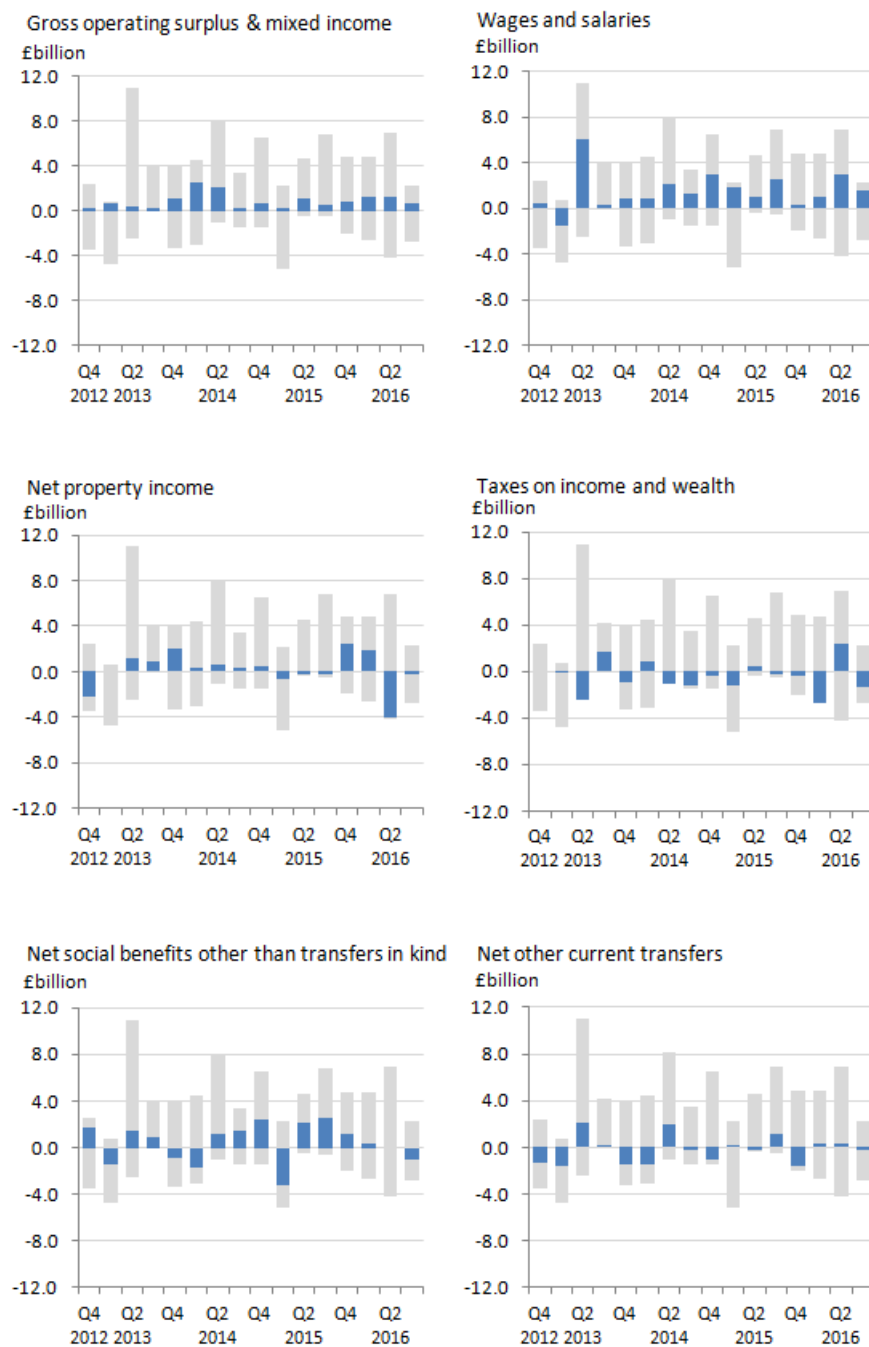 Gross operating surplus & mixed income
£billion
12.0
8.0
4.0
0.0
-4.0
-8.0
-12.0
Q4 Q2 Q4 Q2 Q4 Q2 Q4 Q2
2012 2013 2014 2015 2016
Wages and salaries
£billion
12.0
8.0
4.0
0.0
-4.0
-8.0
-12.0
Q4 Q2 Q4 Q2 Q4 Q2 Q4 Q2
2012 2013 2014 2015 2016
Net property income
£billion
12.0
8.0
4.0
0.0
-4.0
-8.0
-12.0
Q4 Q2 Q4 Q2 Q4 Q2 Q4 Q2
2012 2013 2014 2015 2016
Taxes on income and wealth
£billion
12.0
8.0
4.0
0.0
-4.0
-8.0
-12.0
Q4 Q2 Q4 Q2 Q4 Q2 Q4 Q2
2012 2013 2014 2015 2016
Net social benefits other than transfers in kind
£billion
12.0
8.0
4.0
0.0
-4.0
-8.0
-12.0
Q4 Q2 Q4 Q2 Q4 Q2 Q4 Q2
2012 2013 2014 2015 2016
Net other current transfers
£billion
12.0
8.0
4.0
0.0
-4.0
-8.0
-12.0
Q4 Q2 Q4 Q2 Q4 Q2 Q4 Q2
2012 2013 2014 2015 2016